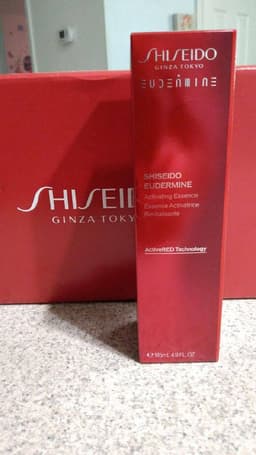 SHISEIDO
GINZA TOKYO
EUDERMINE
SHISEIDO
EUDERMINE
Activating Essence
Essence Activatrice
Revitalisante
ActiveRED Technology
SHISEID
GINZA TOKY